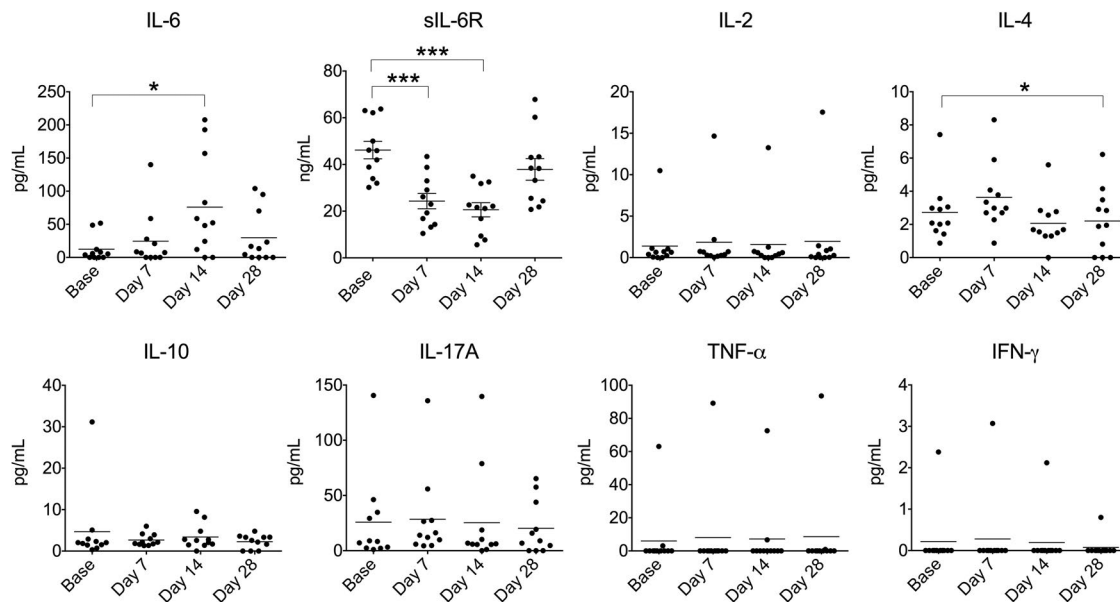 IL-6
sIL-6R
IL-2
IL-4
*
***
***
*
pg/mL
250
200
150
100
50
0
Base
Day 7
Day 14
Day 28
ng/mL
80
60
40
20
0
Base
Day 7
Day 14
Day 28
pg/mL
20
15
10
5
0
Base
Day 7
Day 14
Day 28
pg/mL
10
8
6
4
2
0
Base
Day 7
Day 14
Day 28
IL-10
IL-17A
TNF-α
IFN-γ
pg/mL
40
30
20
10
0
Base
Day 7
Day 14
Day 28
pg/mL
150
100
50
0
Base
Day 7
Day 14
Day 28
pg/mL
100
80
60
40
20
0
Base
Day 7
Day 14
Day 28
pg/mL
4
3
2
1
0
Base
Day 7
Day 14
Day 28